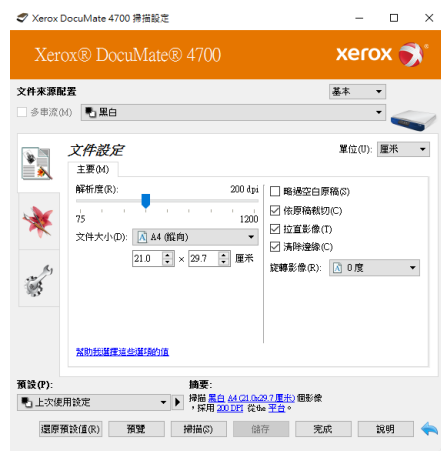 Xerox DocuMate 4700 掃描設定
Xerox® DocuMate® 4700
xerox
文件來源配置
基本
多串流(M)
黑白
文件設定
單位(U): 厘米
主要(M)
解析度(R):
200 dpi
75
1200
文件大小(D):
A4 (縱向)
21.0 × 29.7 厘米
略過空白原稿(S)
依原稿裁切(C)
拉直影像(T)
清除邊緣(C)
旋轉影像(R): 0 度
幫助我選擇這些選項的值
預設(P):
上次使用設定
摘要:
掃描 黑白 A4 (21.0x29.7 厘米) 個影像
，採用 200 DPI 從the 平台。
還原預設值(R)
預覽
掃描(S)
儲存
完成
說明